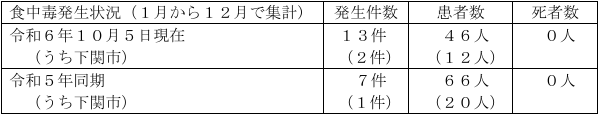 食中毒発生状況（１月から１２月で集計） 発生件数 患者数 死者数
令和６年１０月５日現在 １３件 ４６人 ０人
（うち下関市） （２件） （１２人）
令和５年同期 ７件 ６６人 ０人
（うち下関市） （１件） （２０人）